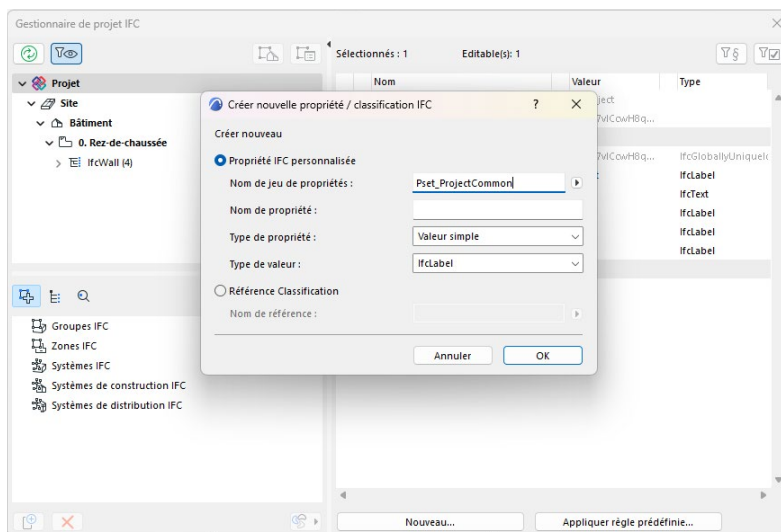 Gestionnaire de projet IFC
Sélectionnés : 1 Editable(s): 1
Nom Valeur Type
Projet
Site
Bâtiment
0. Rez-de-chaussée
IfcWall (4)
Créer nouvelle propriété / classification IFC ?
Créer nouveau
Propriété IFC personnalisée
Nom de jeu de propriétés : Pset_ProjectCommon
Nom de propriété :
Type de propriété : Valeur simple
Type de valeur : IfcLabel
Référence Classification
Nom de référence :
Annuler OK
IfcLabel
IfcText
IfcLabel
IfcLabel
IfcLabel
Groupes IFC
Zones IFC
Systèmes IFC
Systèmes de construction IFC
Systèmes de distribution IFC
Nouveau... Appliquer règle prédéfinie...